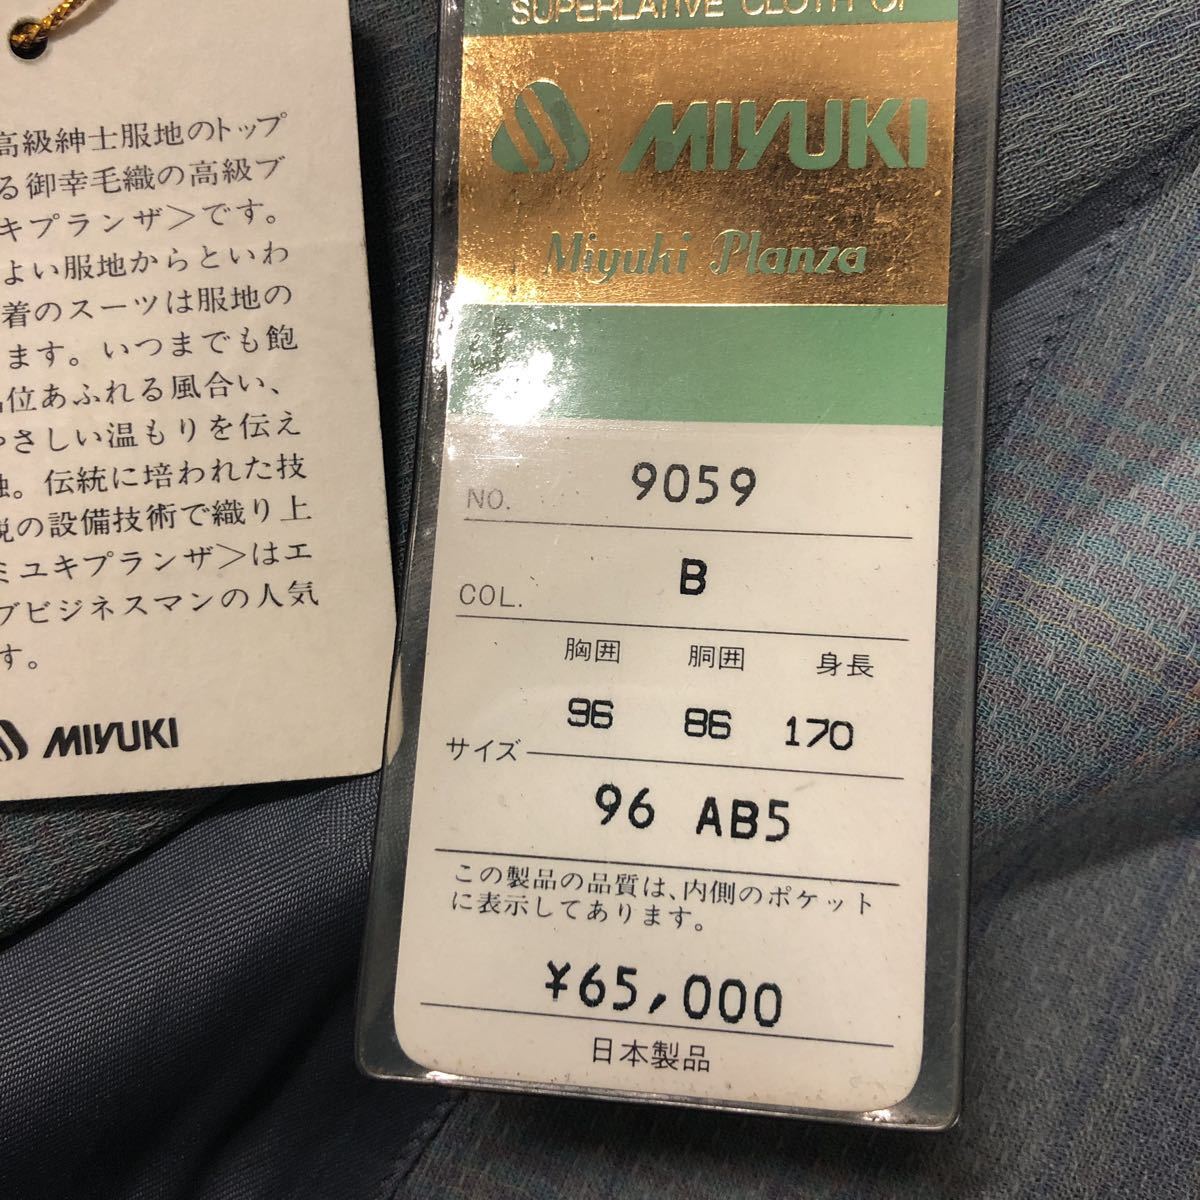 高級紳士服地のトップ
る御幸毛織の高級ブ
キプランザ＞です。
よい服地からといわ
着のスーツは服地の
ます。いつまでも飽
位あふれる風合い、
やさしい温もりを伝え
。伝統に培われた技
の設備技術で織り上
ミユキプランザ＞はエ
ブビジネスマンの人気
す。
MIYUKI
SUPERLATIVE CLOTH OF
MIYUKI
Miyuki Planza
NO. 9059
COL. B
胸囲 胴囲 身長
96 86 170
サイズ
96 AB5
この製品の品質は、内側のポケット
に表示してあります。
¥65,000
日本製品